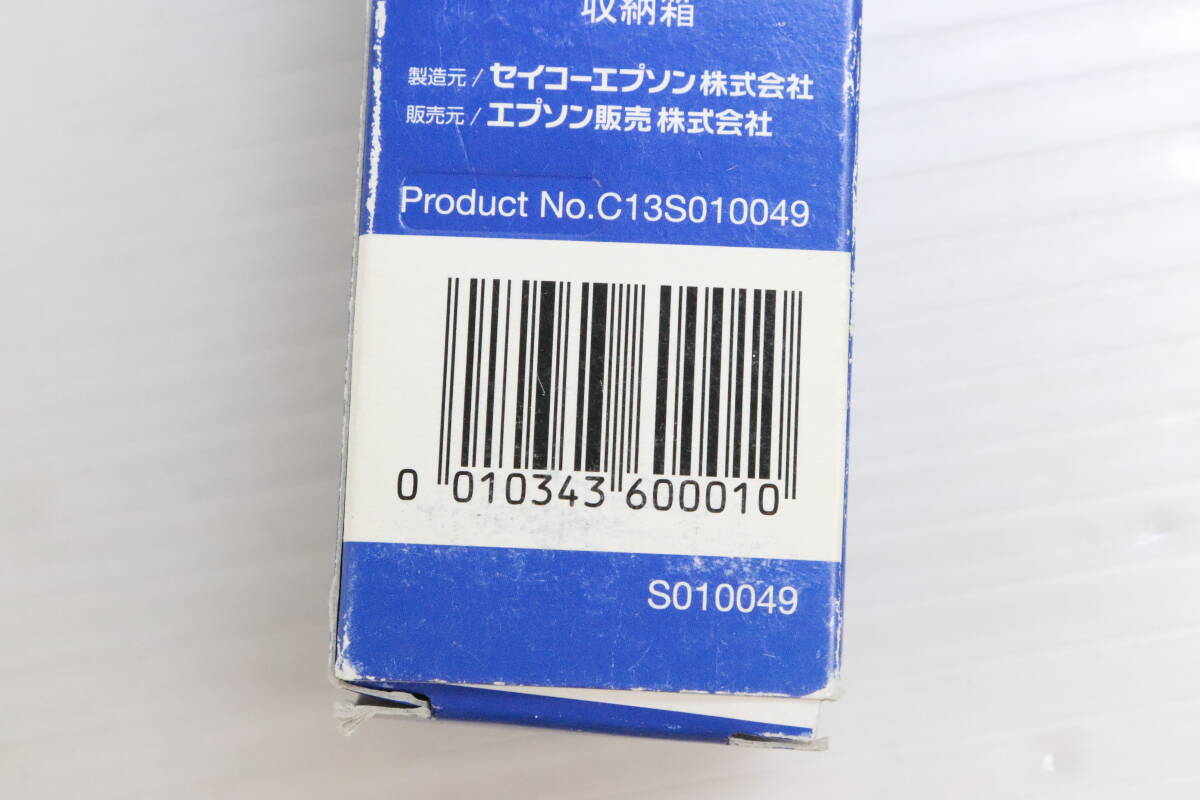 収納箱
製造元/セイコーエプソン株式会社
販売元/エプソン販売株式会社
Product No.C13S010049
0 010343 600010
S010049